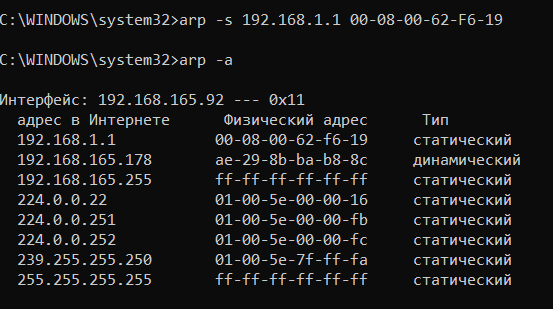 C:\WINDOWS\system32>arp -s 192.168.1.1 00-08-00-62-F6-19
C:\WINDOWS\system32>arp -a
Интерфейс: 192.168.165.92 --- 0x11
адрес в Интернете Физический адрес Тип
192.168.1.1 00-08-00-62-f6-19 статический
192.168.165.178 ae-29-8b-ba-b8-8c динамический
192.168.165.255 ff-ff-ff-ff-ff-ff статический
224.0.0.22 01-00-5e-00-00-16 статический
224.0.0.251 01-00-5e-00-00-fb статический
224.0.0.252 01-00-5e-00-00-fc статический
239.255.255.250 01-00-5e-7f-ff-fa статический
255.255.255.255 ff-ff-ff-ff-ff-ff статический